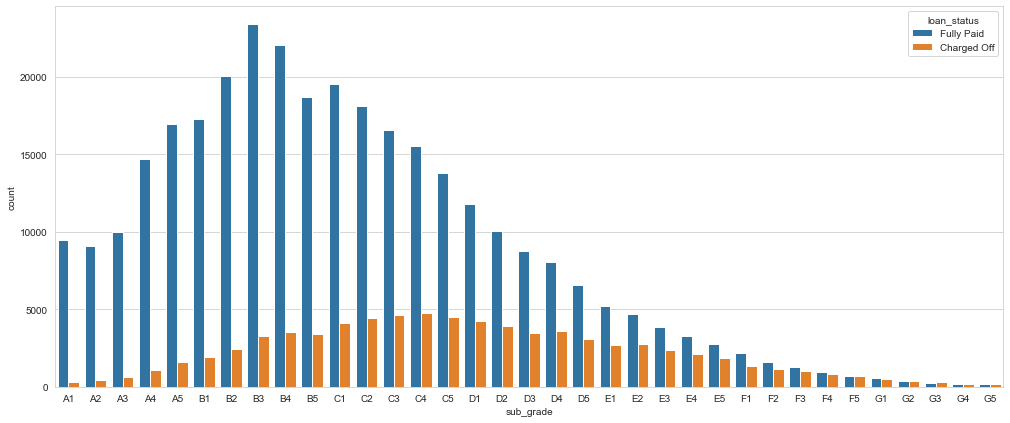 loan_status
Fully Paid
Charged Off
20000
15000
10000
5000
0
count
A1 A2 A3 A4 A5 B1 B2 B3 B4 B5 C1 C2 C3 C4 C5 D1 D2 D3 D4 D5 E1 E2 E3 E4 E5 F1 F2 F3 F4 F5 G1 G2 G3 G4 G5
sub_grade